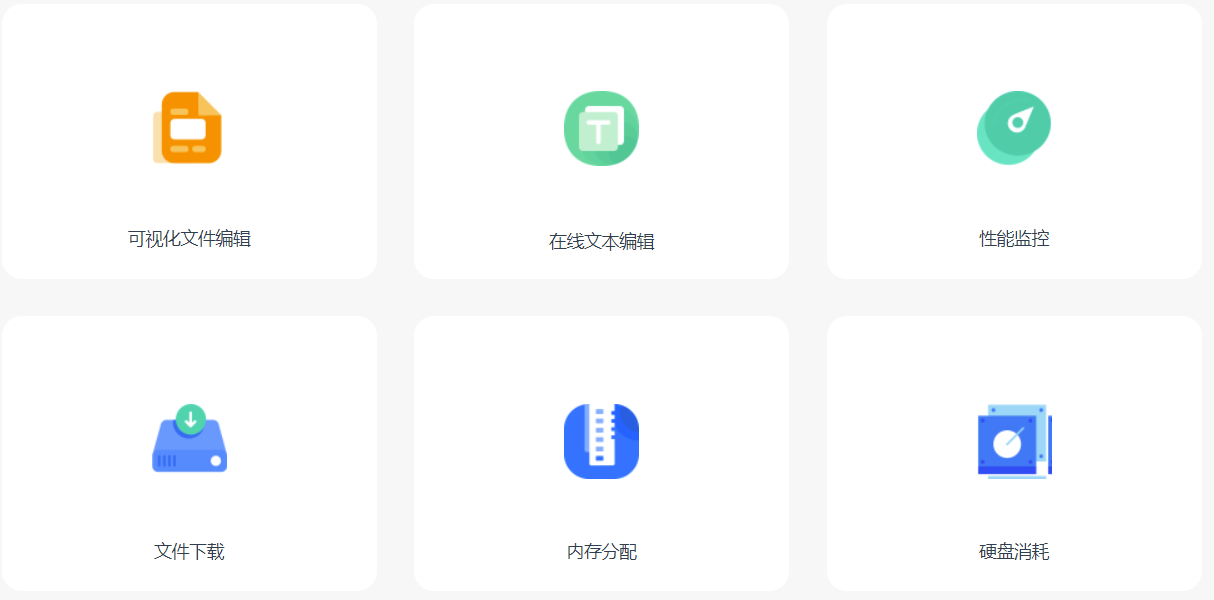 可视化文件编辑
在线文本编辑
性能监控
文件下载
内存分配
硬盘消耗